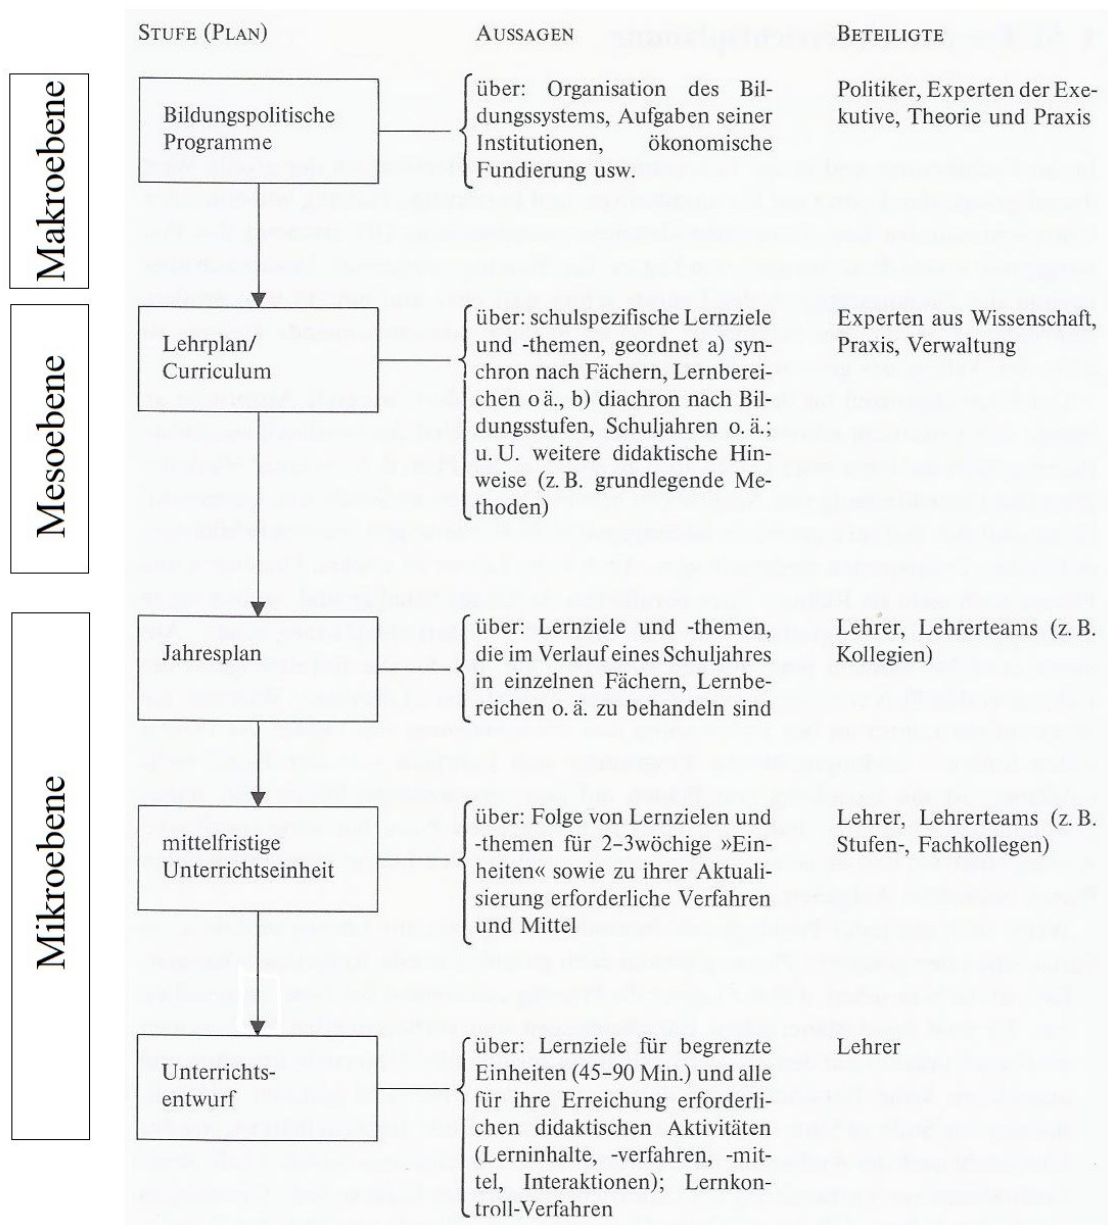 STUFE (PLAN)
AUSSAGEN
BETEILIGTE
Makroebene
Bildungspolitische
Programme
über: Organisation des Bil-
dungssystems, Aufgaben seiner
Institutionen, ökonomische
Fundierung usw.
Politiker, Experten der Exe-
kutive, Theorie und Praxis
Mesoebene
Lehrplan/
Curriculum
über: schulspezifische Lernziele
und -themen, geordnet a) syn-
chron nach Fächern, Lernberei-
chen o ä., b) diachron nach Bil-
dungsstufen, Schuljahren o. ä.;
u. U. weitere didaktische Hin-
weise (z. B. grundlegende Me-
thoden)
Experten aus Wissenschaft,
Praxis, Verwaltung
Mikroebene
Jahresplan
über: Lernziele und -themen,
die im Verlauf eines Schuljahres
in einzelnen Fächern, Lernbe-
reichen o. ä. zu behandeln sind
Lehrer, Lehrerteams (z. B.
Kollegien)
mittelfristige
Unterrichtseinheit
über: Folge von Lernzielen und
-themen für 2–3wöchige »Ein-
heiten« sowie zu ihrer Aktuali-
sierung erforderliche Verfahren
und Mittel
Lehrer, Lehrerteams (z. B.
Stufen-, Fachkollegen)
Unterrichts-
entwurf
über: Lernziele für begrenzte
Einheiten (45–90 Min.) und alle
für ihre Erreichung erforderli-
chen didaktischen Aktivitäten
(Lerninhalte, -verfahren, -mit-
tel, Interaktionen); Lernkon-
troll-Verfahren
Lehrer